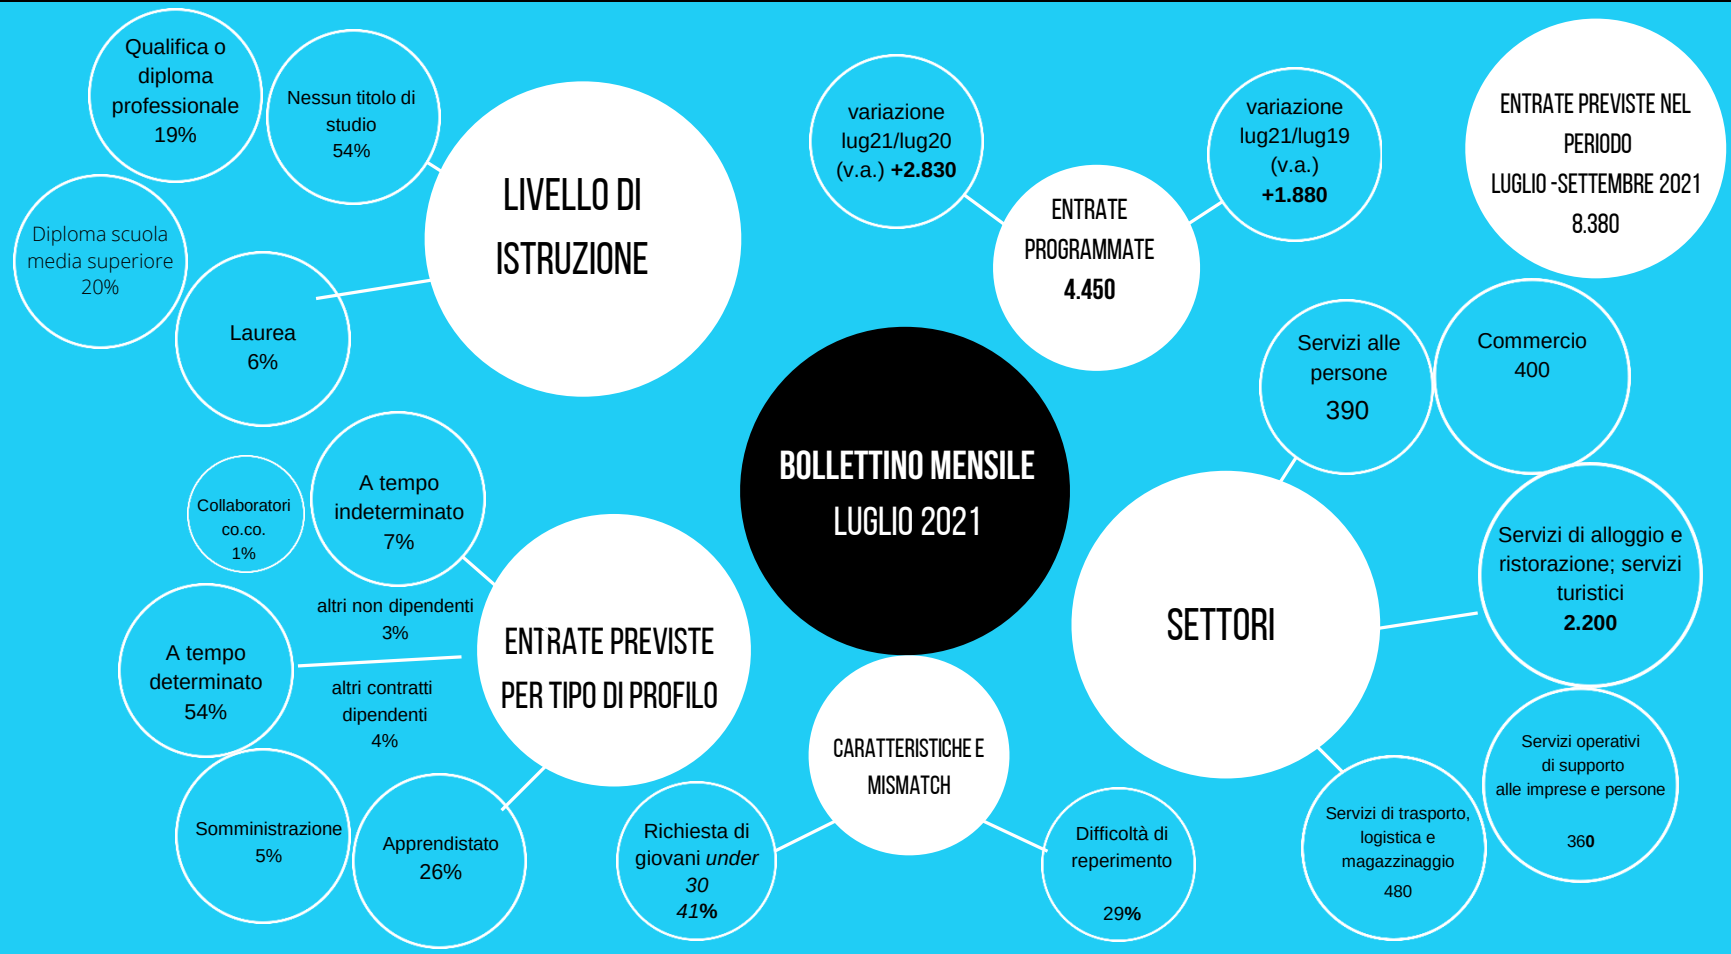 Qualifica o
diploma
professionale
19%
Nessun titolo di
studio
54%
Diploma scuola
media superiore
20%
Laurea
6%
LIVELLO DI
ISTRUZIONE
variazione
lug21/lug20
(v.a.) +2.830
variazione
lug21/lug19
(v.a.)
+1.880
ENTRATE
PROGRAMMATE
4.450
ENTRATE PREVISTE NEL
PERIODO
LUGLIO -SETTEMBRE 2021
8.380
BOLLETTINO MENSILE
LUGLIO 2021
Servizi alle
persone
390
Commercio
400
Servizi di alloggio e
ristorazione; servizi
turistici
2.200
SETTORI
Servizi operativi
di supporto
alle imprese e persone
360
Servizi di trasporto,
logistica e
magazzinaggio
480
Collaboratori
co.co.
1%
A tempo
indeterminato
7%
altri non dipendenti
3%
A tempo
determinato
54%
altri contratti
dipendenti
4%
Somministrazione
5%
Apprendistato
26%
ENTRATE PREVISTE
PER TIPO DI PROFILO
CARATTERISTICHE E
MISMATCH
Richiesta di
giovani under
30
41%
Difficoltà di
reperimento
29%